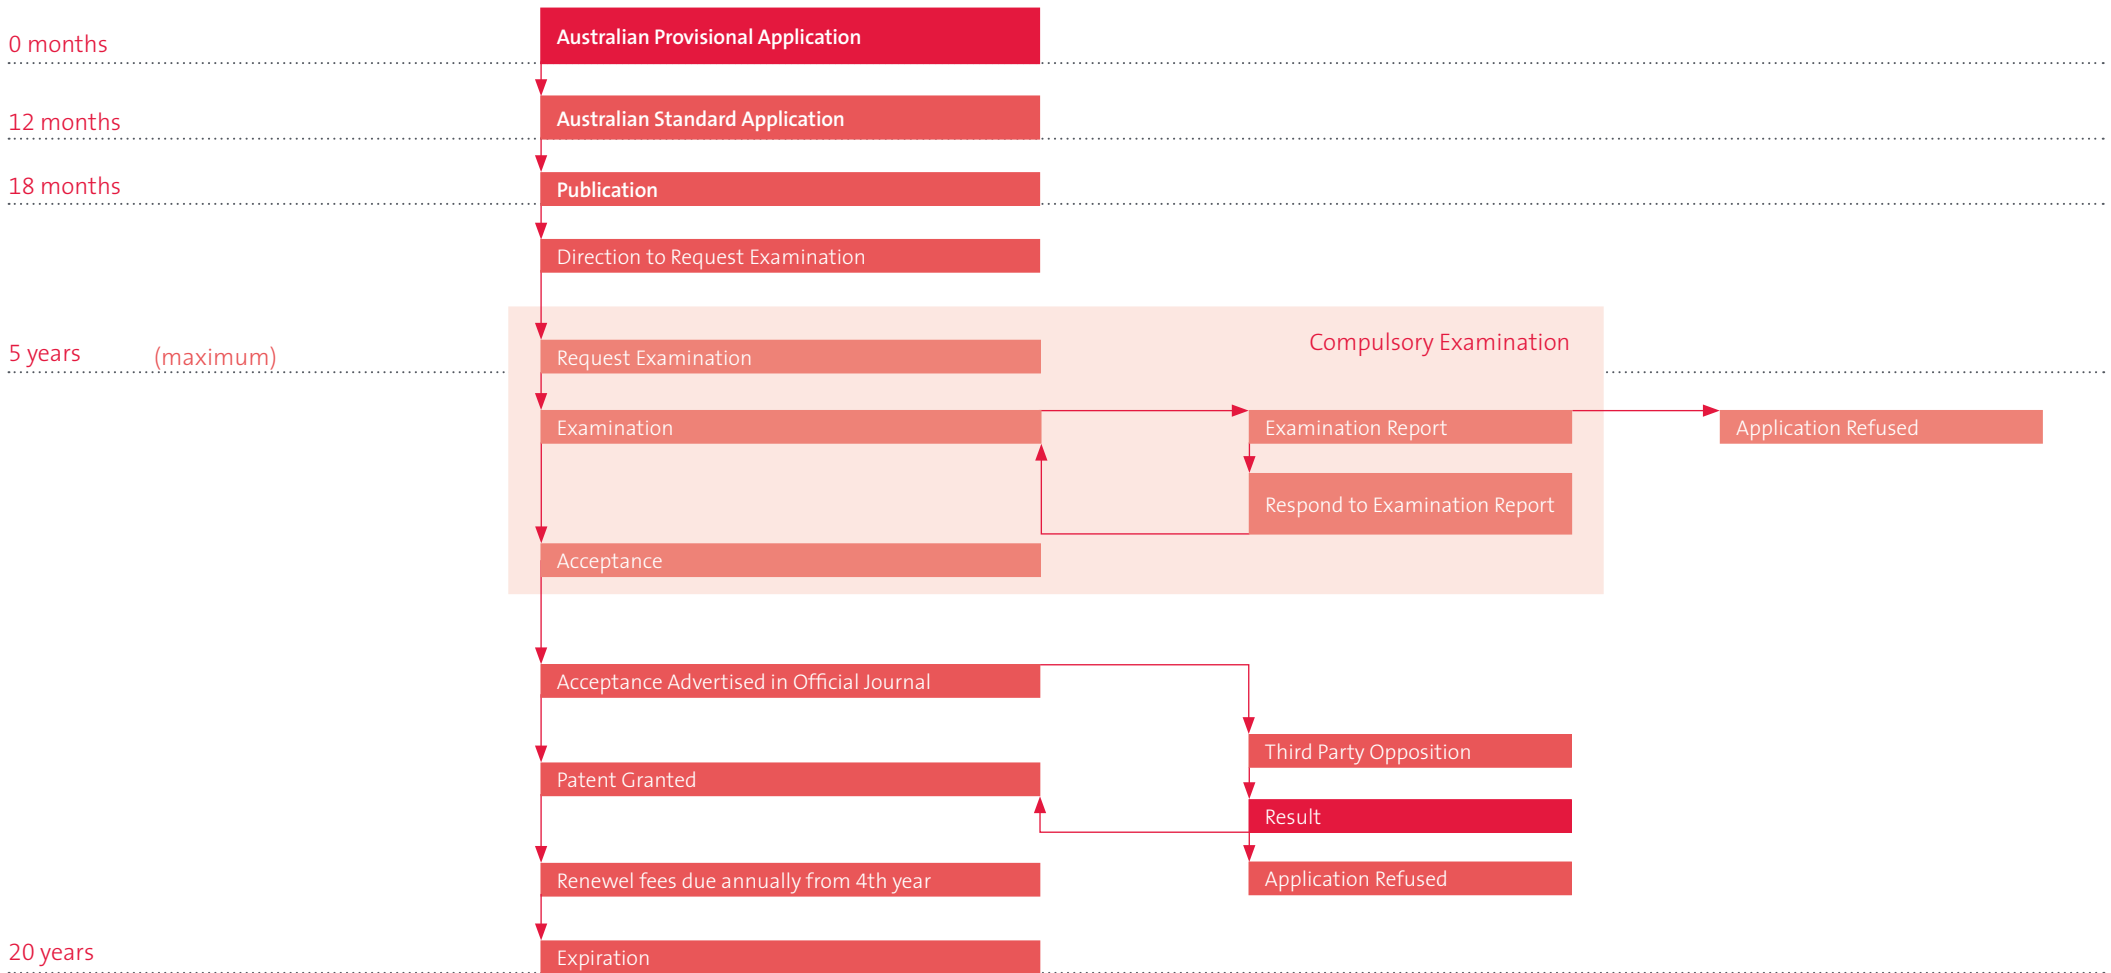 0 months
Australian Provisional Application
12 months
Australian Standard Application
18 months
Publication
Direction to Request Examination
Compulsory Examination
5 years (maximum)
Request Examination
Examination
Examination Report
Application Refused
Respond to Examination Report
Acceptance
Acceptance Advertised in Official Journal
Third Party Opposition
Patent Granted
Result
Renewel fees due annually from 4th year
Application Refused
20 years
Expiration